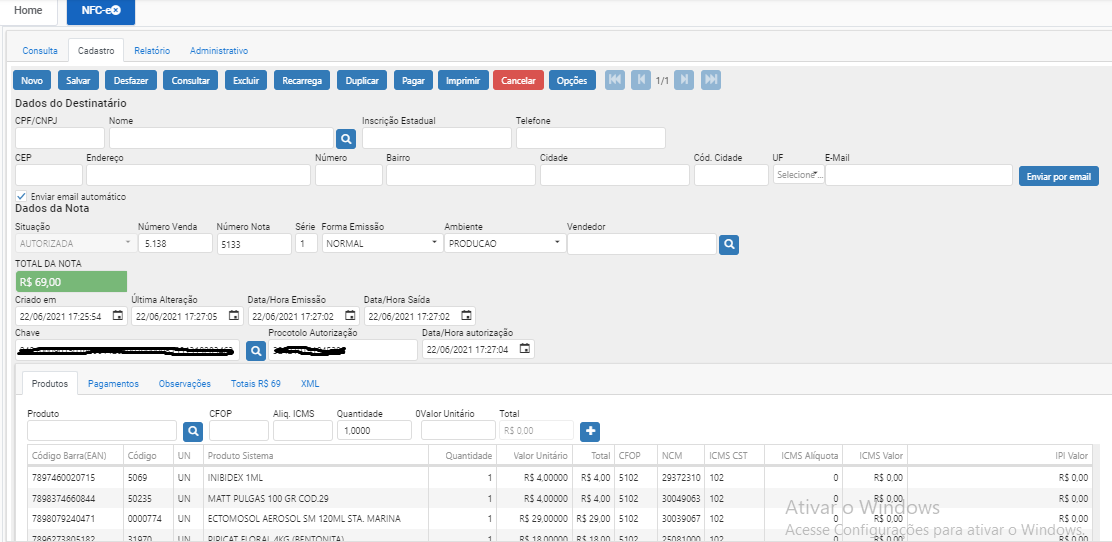 Home NFC-e
Consulta Cadastro Relatório Administrativo
Novo Salvar Desfazer Consultar Excluir Recarrega Duplicar Pagar Imprimir Cancelar Opções 1/1
Dados do Destinatário
CPF/CNPJ Nome Inscrição Estadual Telefone
CEP Endereço Número Bairro Cidade Cód. Cidade UF E-Mail
Selecione ... Enviar por email
Enviar email automático
Dados da Nota
Situação Número Venda Número Nota Série Forma Emissão Ambiente Vendedor
AUTORIZADA 5.138 5133 1 NORMAL PRODUCAO
TOTAL DA NOTA
R$ 69,00
Criado em Última Alteração Data/Hora Emissão Data/Hora Saída
22/06/2021 17:25:54 22/06/2021 17:27:05 22/06/2021 17:27:02 22/06/2021 17:27:02
Chave Procotolo Autorização Data/Hora autorização
22/06/2021 17:27:04
Produtos Pagamentos Observações Totais R$ 69 XML
Produto CFOP Aliq. ICMS Quantidade 0Valor Unitário Total
1,0000 R$ 0,00
Código Barra(EAN) Código UN Produto Sistema Quantidade Valor Unitário Total CFOP NCM ICMS CST ICMS Alíquota ICMS Valor IPI Valor
7897460020715 5069 UN INIBIDEX 1ML 1 R$ 4,00000 R$ 4,00 5102 29372310 102 0 R$ 0,00 R$ 0,00
7898374660844 50235 UN MATT PULGAS 100 GR COD.29 1 R$ 4,00000 R$ 4,00 5102 30049063 102 0 R$ 0,00 R$ 0,00
7898079240471 0000774 UN ECTOMOSOL AEROSOL SM 120ML STA. MARINA 1 R$ 29,00000 R$ 29,00 5102 30039067 102 0 R$ 0,00 R$ 0,00
7896273805182 31970 UN PIPICAT FLORAL 4KG (BENTONITA) 1 R$ 18,00000 R$ 18,00 5102 25081000 102 0 R$ 0,00 R$ 0,00
Ativar o Windows
Acesse Configurações para ativar o Windows.